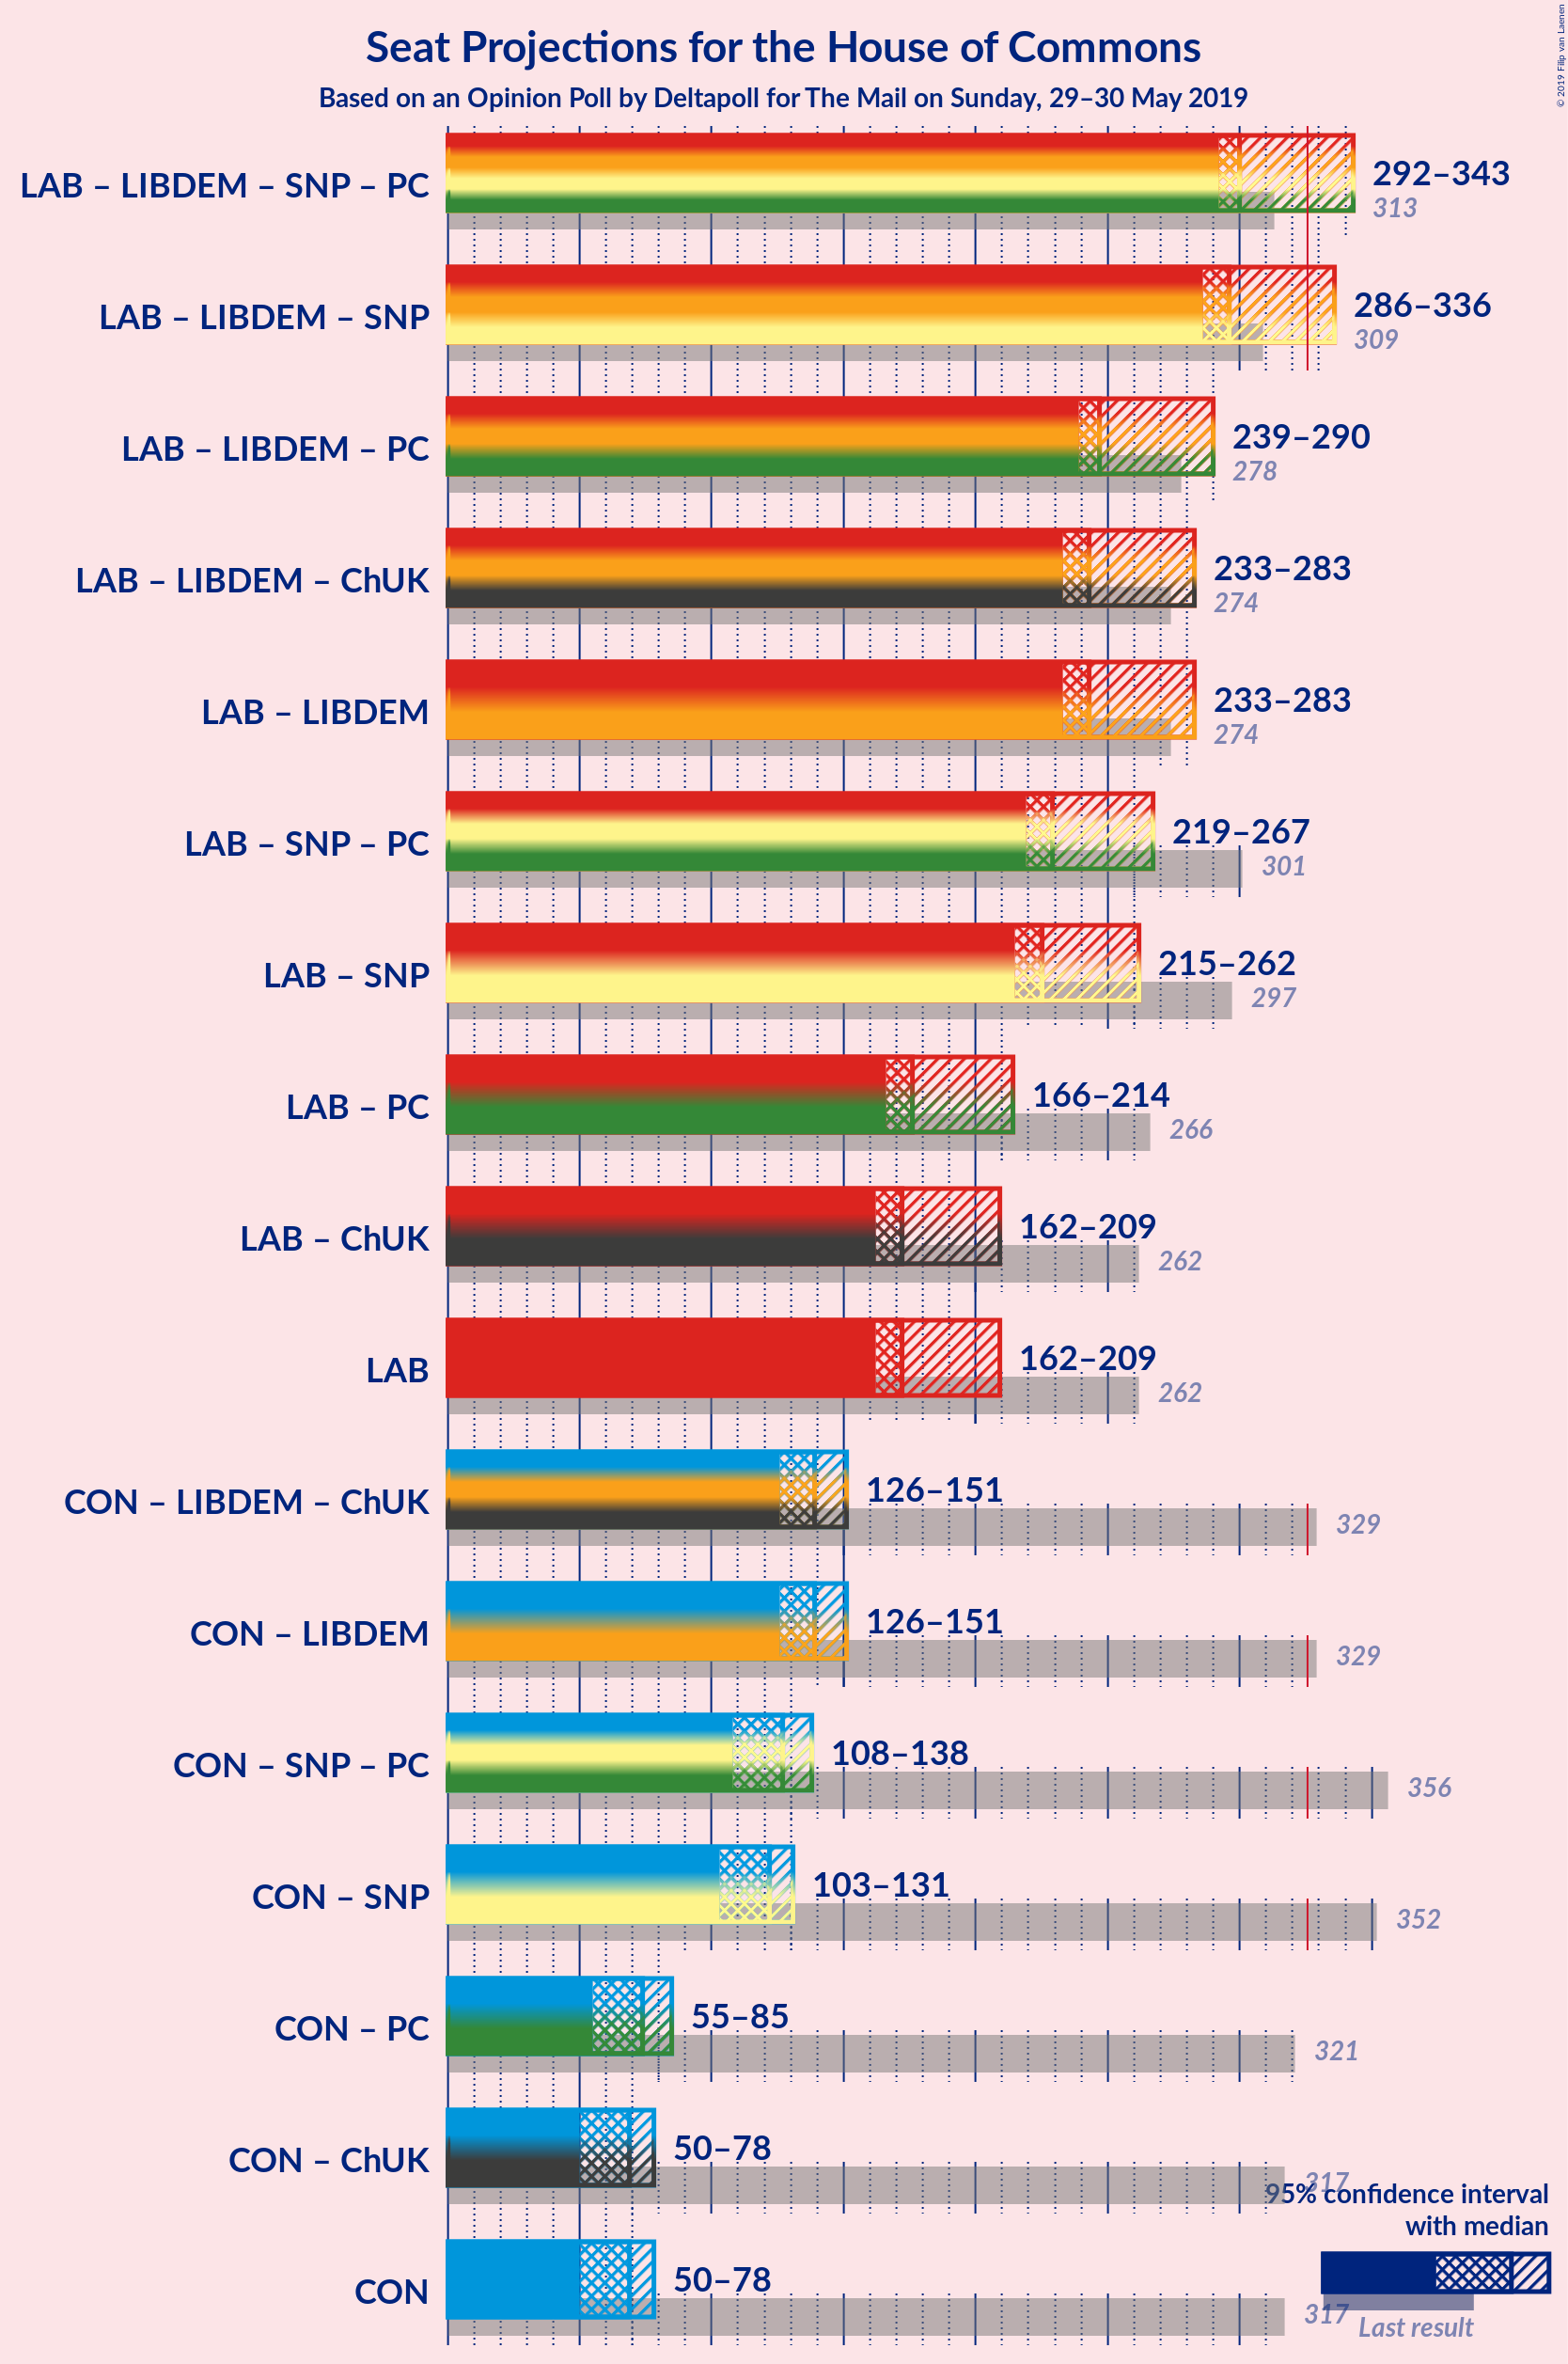 Seat Projections for the House of Commons
Based on an Opinion Poll by Deltapoll for The Mail on Sunday, 29–30 May 2019
© 2019 Filip van Laenen
LAB – LIBDEM – SNP – PC
292–343
313
LAB – LIBDEM – SNP
286–336
309
LAB – LIBDEM – PC
239–290
278
LAB – LIBDEM – ChUK
233–283
274
LAB – LIBDEM
233–283
274
LAB – SNP – PC
219–267
301
LAB – SNP
215–262
297
LAB – PC
166–214
266
LAB – ChUK
162–209
262
LAB
162–209
262
CON – LIBDEM – ChUK
126–151
329
CON – LIBDEM
126–151
329
CON – SNP – PC
108–138
356
CON – SNP
103–131
352
CON – PC
55–85
321
CON – ChUK
50–78
317
CON
50–78
317
95% confidence interval
with median
Last result